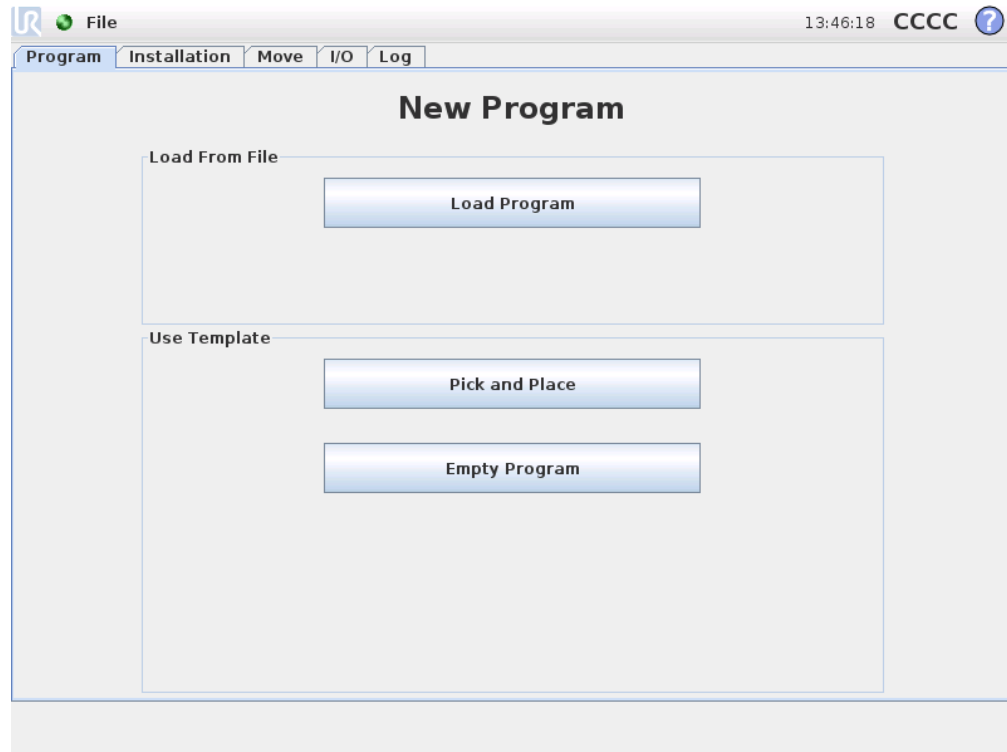 UR File 13:46:18 CCCC ?
Program Installation Move I/O Log
New Program
Load From File
Load Program
Use Template
Pick and Place
Empty Program